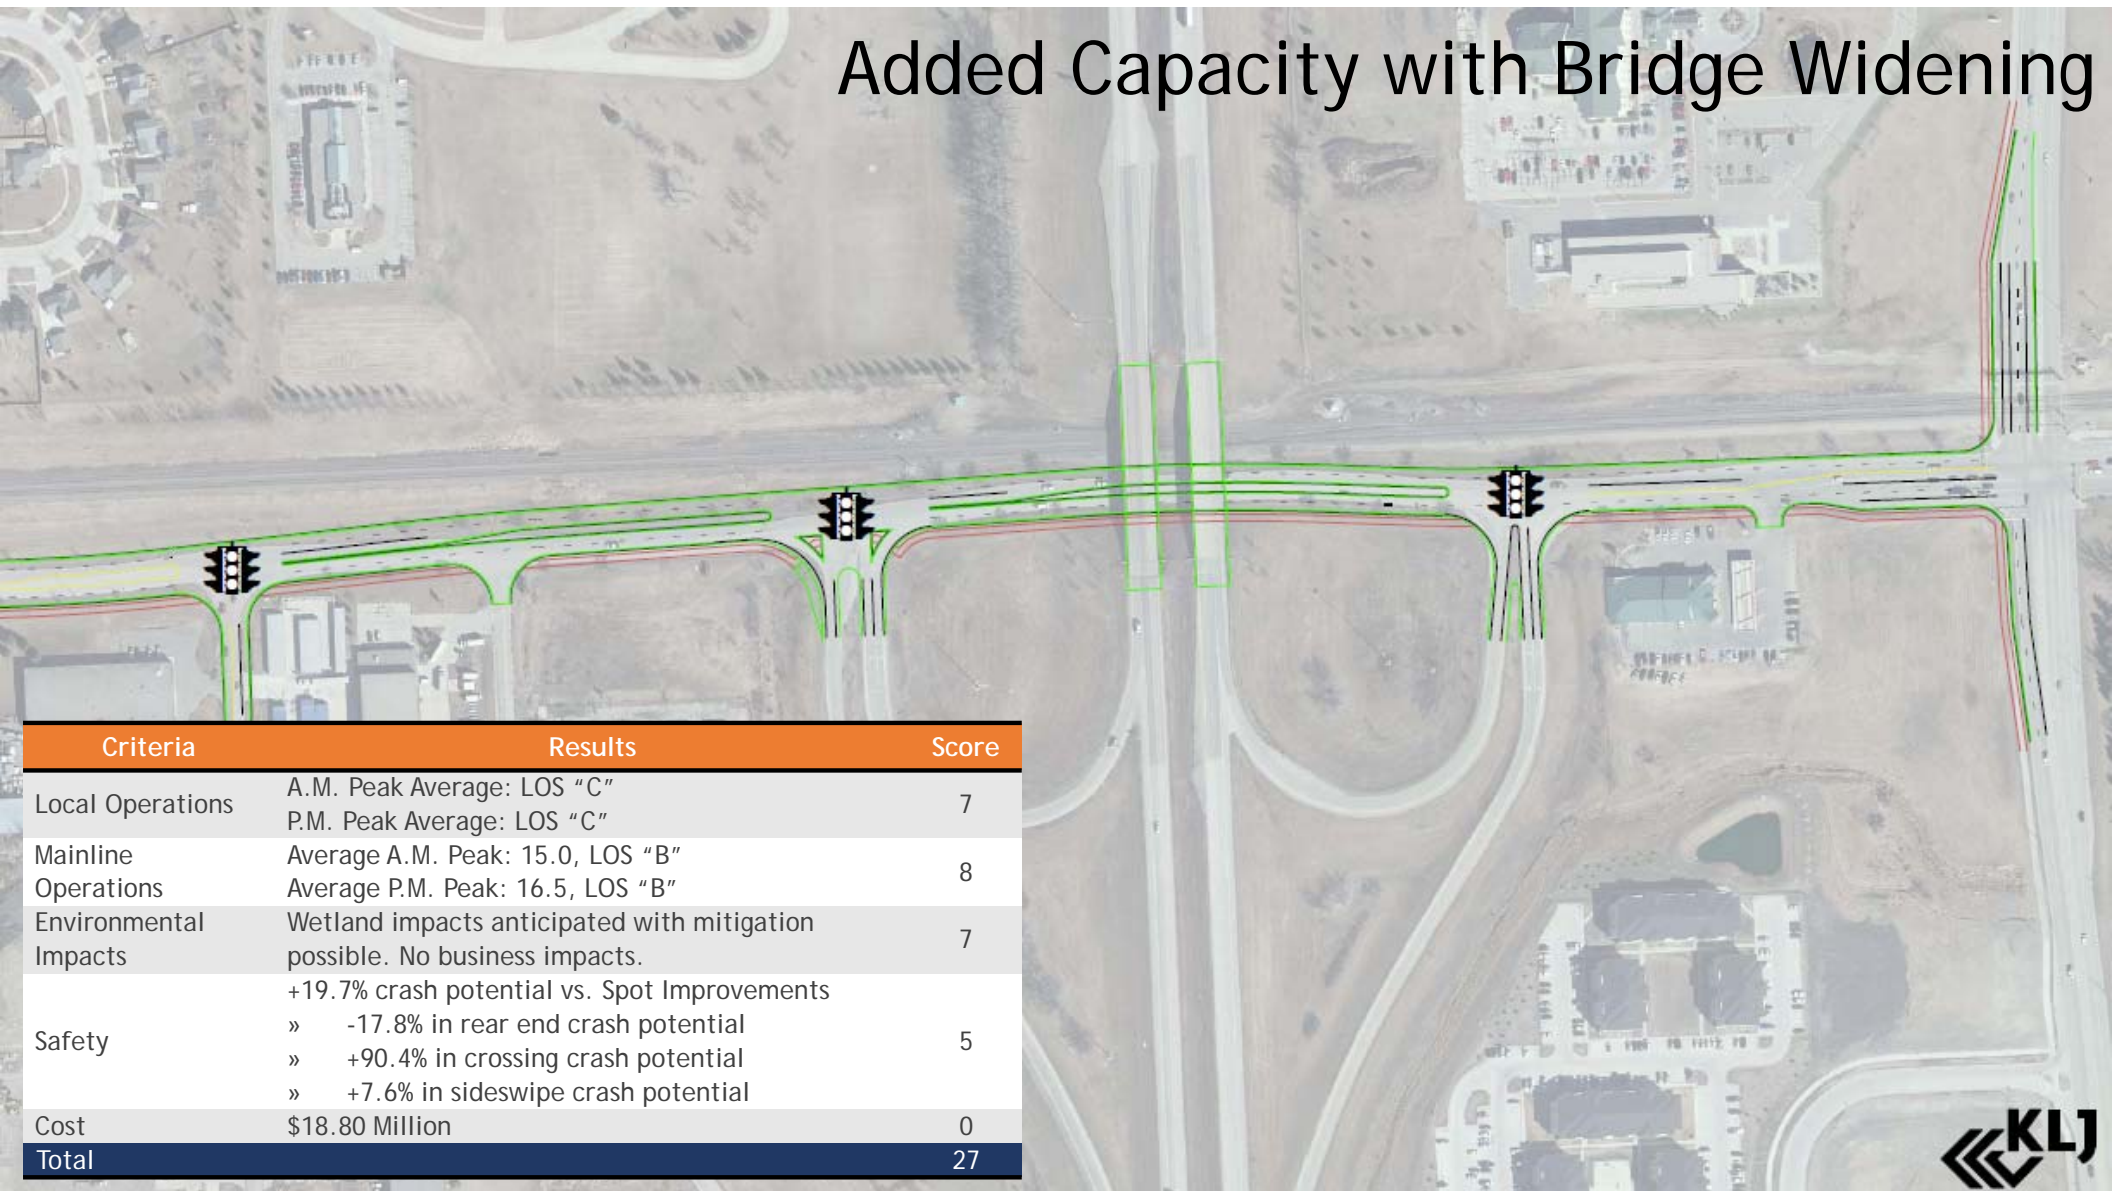 Added Capacity with Bridge Widening
Criteria Results Score
Local Operations A.M. Peak Average: LOS “C” 7
P.M. Peak Average: LOS “C”
Mainline Operations Average A.M. Peak: 15.0, LOS “B” 8
Average P.M. Peak: 16.5, LOS “B”
Environmental Impacts Wetland impacts anticipated with mitigation 7
possible. No business impacts.
Safety +19.7% crash potential vs. Spot Improvements 5
» -17.8% in rear end crash potential
» +90.4% in crossing crash potential
» +7.6% in sideswipe crash potential
Cost $18.80 Million 0
Total 27
KLJ